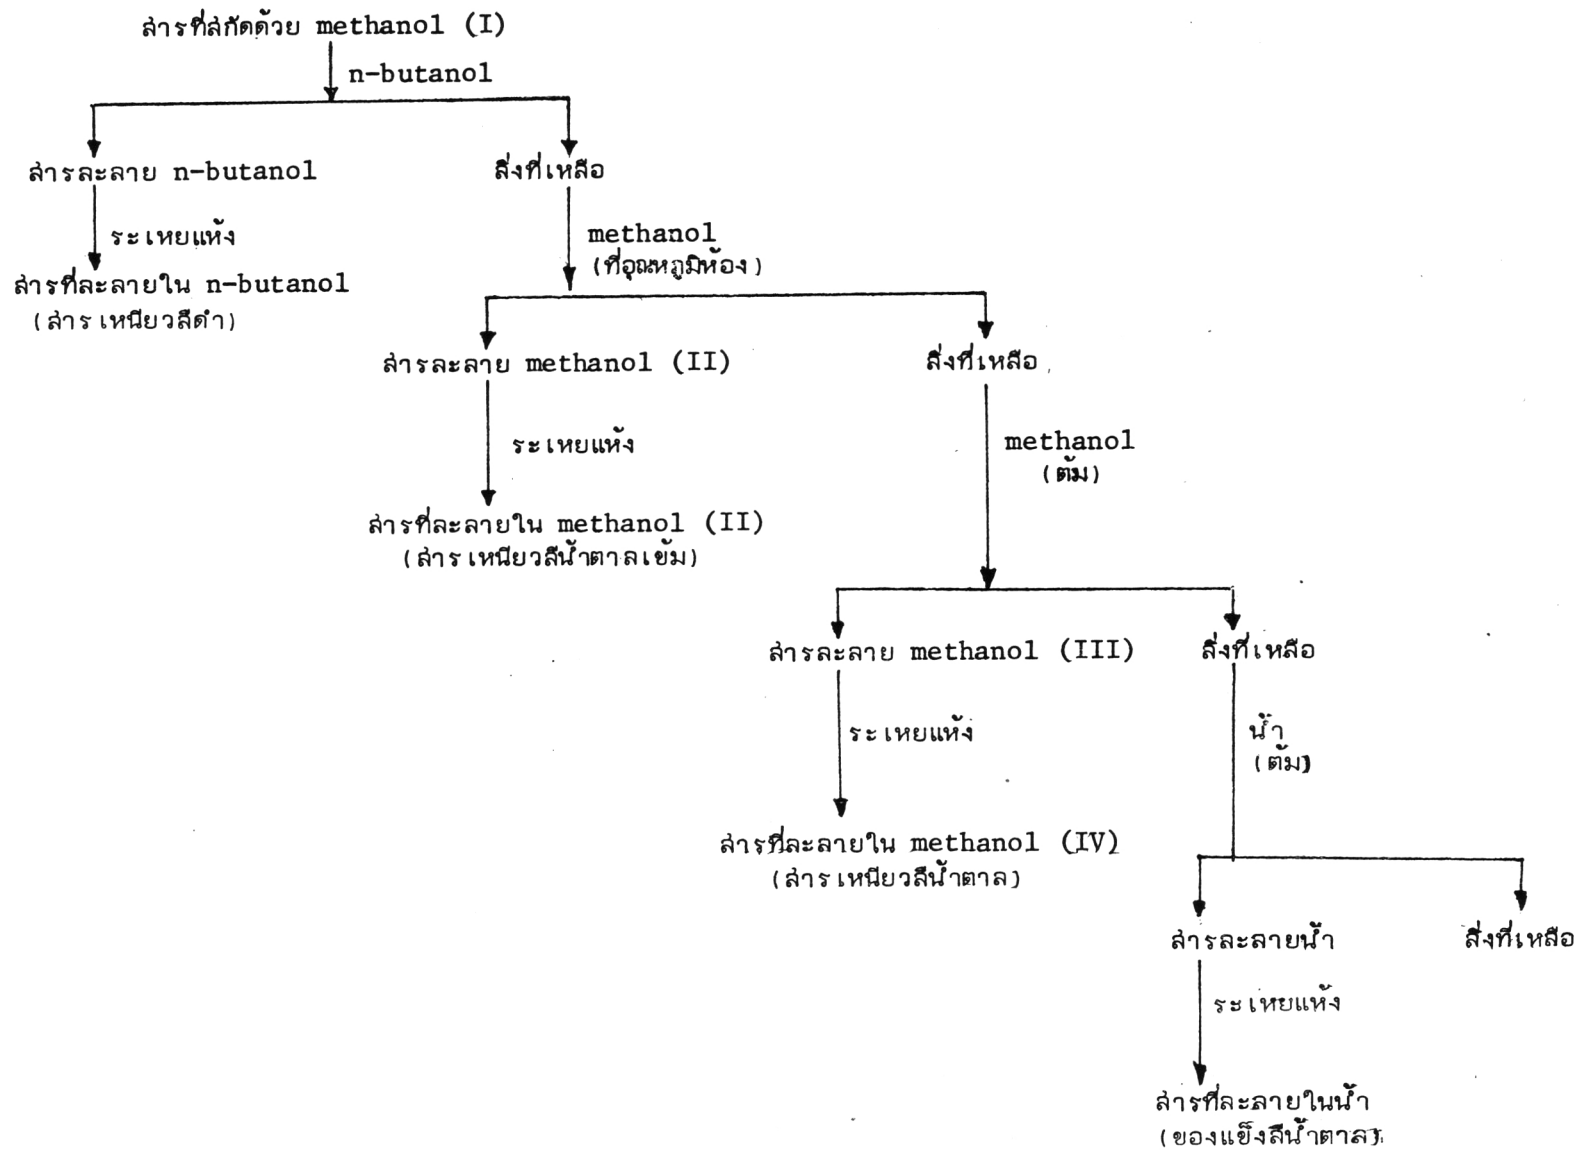 สารที่สกัดด้วย methanol (I)
n-butanol
สารละลาย n-butanol
สิ่งที่เหลือ
ระเหยแห้ง
methanol
(ที่อุณหภูมิห้อง)
สารที่ละลายใน n-butanol
(สารเหนียวสีดำ)
สารละลาย methanol (II)
สิ่งที่เหลือ
ระเหยแห้ง
methanol
(ต้ม)
สารที่ละลายใน methanol (II)
(สารเหนียวสีน้ำตาลเข้ม)
สารละลาย methanol (III)
สิ่งที่เหลือ
ระเหยแห้ง
น้ำ
(ต้ม)
สารที่ละลายใน methanol (IV)
(สารเหนียวสีน้ำตาล)
สารละลายน้ำ
สิ่งที่เหลือ
ระเหยแห้ง
สารที่ละลายในน้ำ
(ของแข็งสีน้ำตาล)